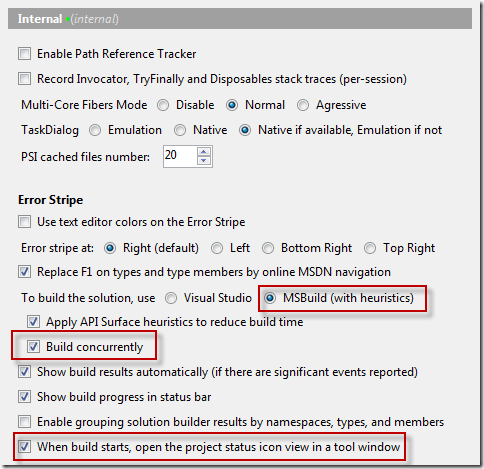 Internal (internal)
Enable Path Reference Tracker
Record Invocator, TryFinally and Disposables stack traces (per-session)
Multi-Core Fibers Mode Disable Normal Agressive
TaskDialog Emulation Native Native if available, Emulation if not
PSI cached files number: 20
Error Stripe
Use text editor colors on the Error Stripe
Error stripe at: Right (default) Left Bottom Right Top Right
Replace F1 on types and type members by online MSDN navigation
To build the solution, use Visual Studio MSBuild (with heuristics)
Apply API Surface heuristics to reduce build time
Build concurrently
Show build results automatically (if there are significant events reported)
Show build progress in status bar
Enable grouping solution builder results by namespaces, types, and members
When build starts, open the project status icon view in a tool window